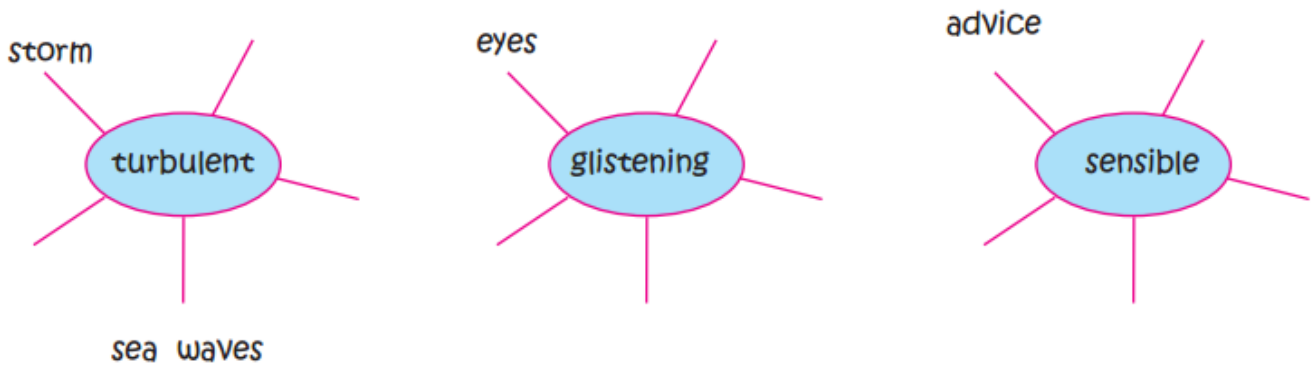 storm
turbulent
sea waves
eyes
glistening
advice
sensible